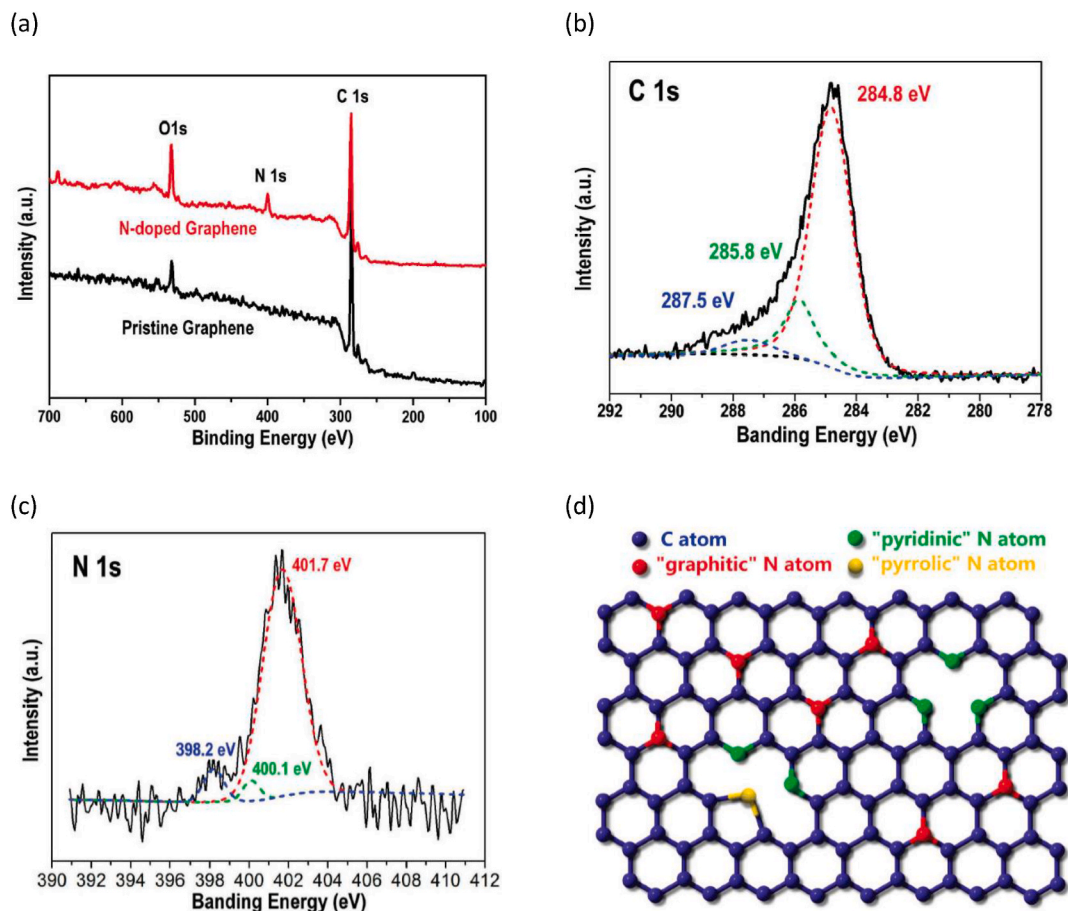 (a)
C 1s
O1s
N 1s
N-doped Graphene
Pristine Graphene
Intensity (a.u.)
700 600 500 400 300 200 100
Binding Energy (eV)
(b)
C 1s
284.8 eV
285.8 eV
287.5 eV
Intensity (a.u.)
292 290 288 286 284 282 280 278
Banding Energy (eV)
(c)
N 1s
401.7 eV
398.2 eV
400.1 eV
Intensity (a.u.)
390 392 394 396 398 400 402 404 406 408 410 412
Banding Energy (eV)
(d)
C atom
"pyridinic" N atom
"graphitic" N atom
"pyrrolic" N atom